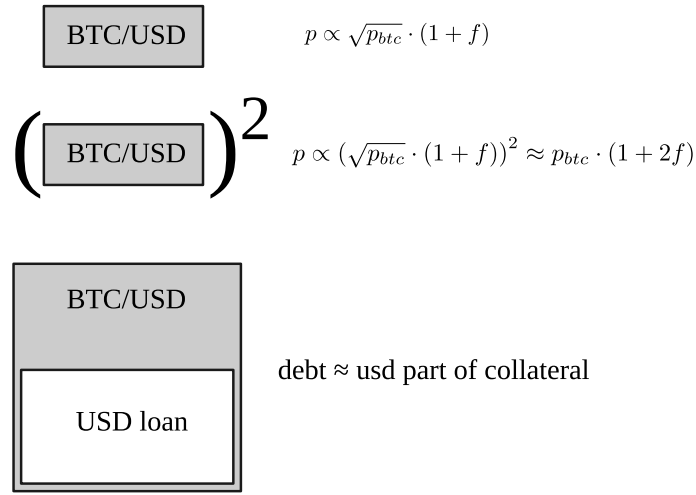 BTC/USD p ∝ √p_btc · (1 + f)
(BTC/USD)² p ∝ (√p_btc · (1 + f))² ≈ p_btc · (1 + 2f)
BTC/USD
debt ≈ usd part of collateral
USD loan